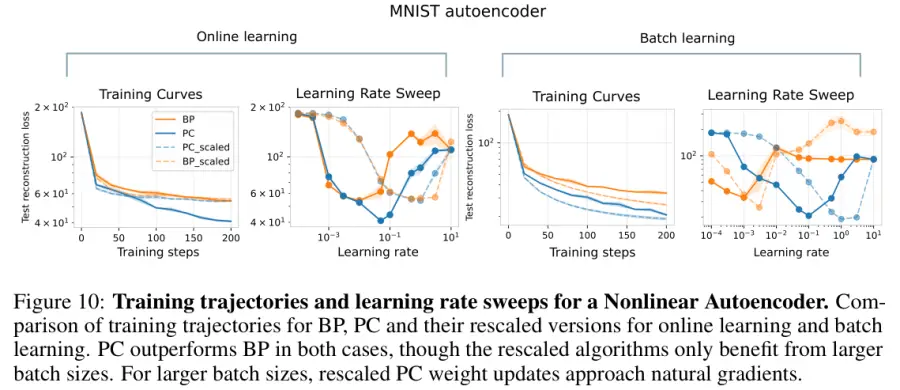 MNIST autoencoder
Online learning
Batch learning
Training Curves
Learning Rate Sweep
Training Curves
Learning Rate Sweep
2 × 10²
10²
6 × 10¹
4 × 10¹
Test reconstruction loss
BP
PC
PC_scaled
BP_scaled
0 50 100 150 200
Training steps
2 × 10²
10²
6 × 10¹
4 × 10¹
10⁻³ 10⁻¹ 10¹
Learning rate
Test reconstruction loss
10²
0 50 100 150 200
Training steps
10²
10⁻⁴ 10⁻³ 10⁻² 10⁻¹ 10⁰ 10¹
Learning rate
Figure 10: Training trajectories and learning rate sweeps for a Nonlinear Autoencoder. Com-
parison of training trajectories for BP, PC and their rescaled versions for online learning and batch
learning. PC outperforms BP in both cases, though the rescaled algorithms only benefit from larger
batch sizes. For larger batch sizes, rescaled PC weight updates approach natural gradients.